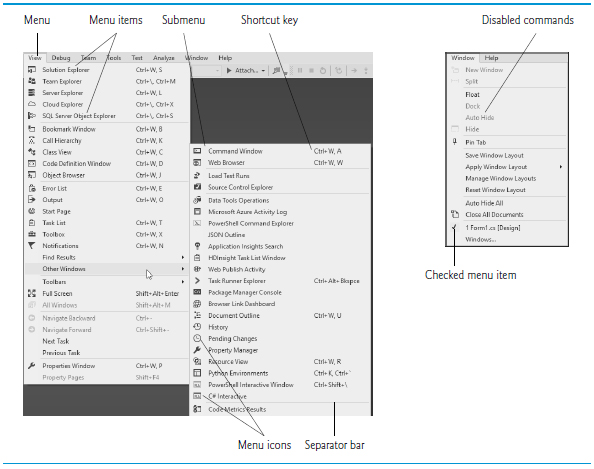 Menu Menu items Submenu Shortcut key Disabled commands
View Debug Team Tools Test Analyze Window Help
Attach...
Solution Explorer Ctrl+W, S
Team Explorer Ctrl+\, Ctrl+M
Server Explorer Ctrl+W, L
Cloud Explorer Ctrl+\, Ctrl+X
SQL Server Object Explorer Ctrl+\, Ctrl+S
Bookmark Window Ctrl+W, B
Call Hierarchy Ctrl+W, K
Class View Ctrl+W, C
Code Definition Window Ctrl+W, D
Object Browser Ctrl+W, J
Error List Ctrl+W, E
Output Ctrl+W, O
Start Page
Task List Ctrl+W, T
Toolbox Ctrl+W, X
Notifications Ctrl+W, N
Find Results
Other Windows
Toolbars
Full Screen Shift+Alt+Enter
All Windows Shift+Alt+M
Navigate Backward Ctrl+-
Navigate Forward Ctrl+Shift+-
Next Task
Previous Task
Properties Window Ctrl+W, P
Property Pages Shift+F4
Command Window Ctrl+W, A
Web Browser Ctrl+W, W
Load Test Runs
Source Control Explorer
Data Tools Operations
Microsoft Azure Activity Log
PowerShell Command Explorer
JSON Outline
Application Insights Search
HDInsight Task List Window
Web Publish Activity
Task Runner Explorer Ctrl+Alt+Bkspce
Package Manager Console
Browser Link Dashboard
Document Outline Ctrl+W, U
History
Pending Changes
Property Manager
Resource View Ctrl+W, R
Python Environments Ctrl+K, Ctrl+`
PowerShell Interactive Window Ctrl+Shift+\
C# Interactive
Code Metrics Results
Window Help
New Window
Split
Float
Dock
Auto Hide
Hide
Pin Tab
Save Window Layout
Apply Window Layout
Manage Window Layouts
Reset Window Layout
Auto Hide All
Close All Documents
1 Form1.cs [Design]
Windows...
Checked menu item
Menu icons Separator bar